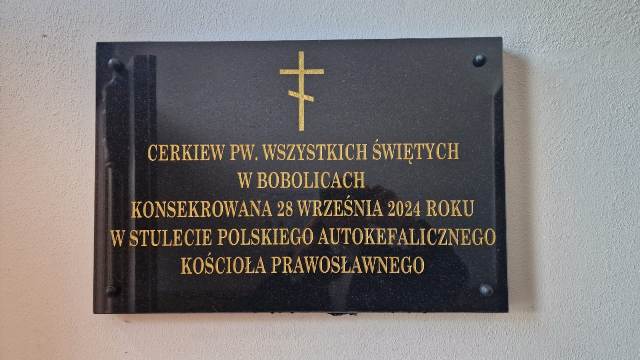 CERKIEW PW. WSZYSTKICH ŚWIĘTYCH
W BOBOLICACH
KONSEKROWANA 28 WRZEŚNIA 2024 ROKU
W STULECIE POLSKIEGO AUTOKEFALICZNEGO
KOŚCIOŁA PRAWOSŁAWNEGO